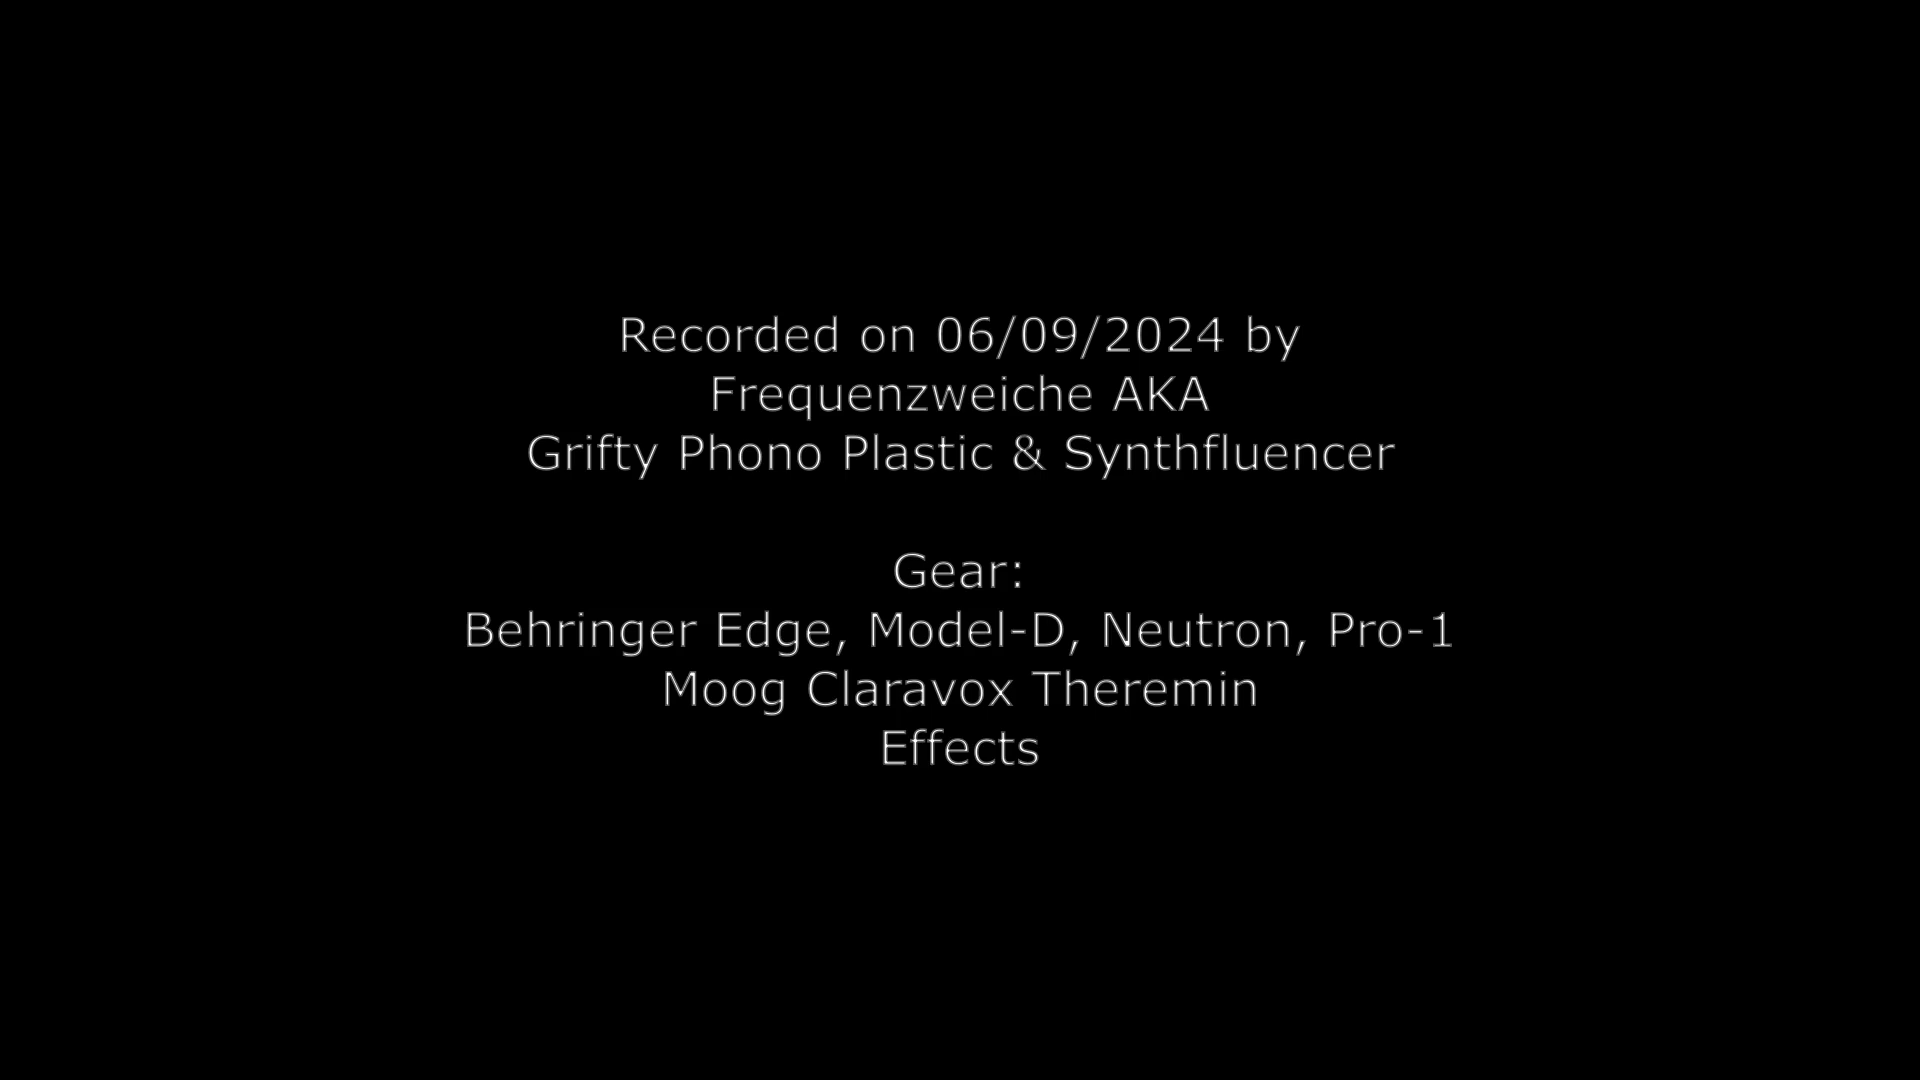 Recorded on 06/09/2024 by
Frequenzweiche AKA
Grifty Phono Plastic & Synthfluencer
Gear:
Behringer Edge, Model-D, Neutron, Pro-1
Moog Claravox Theremin
Effects